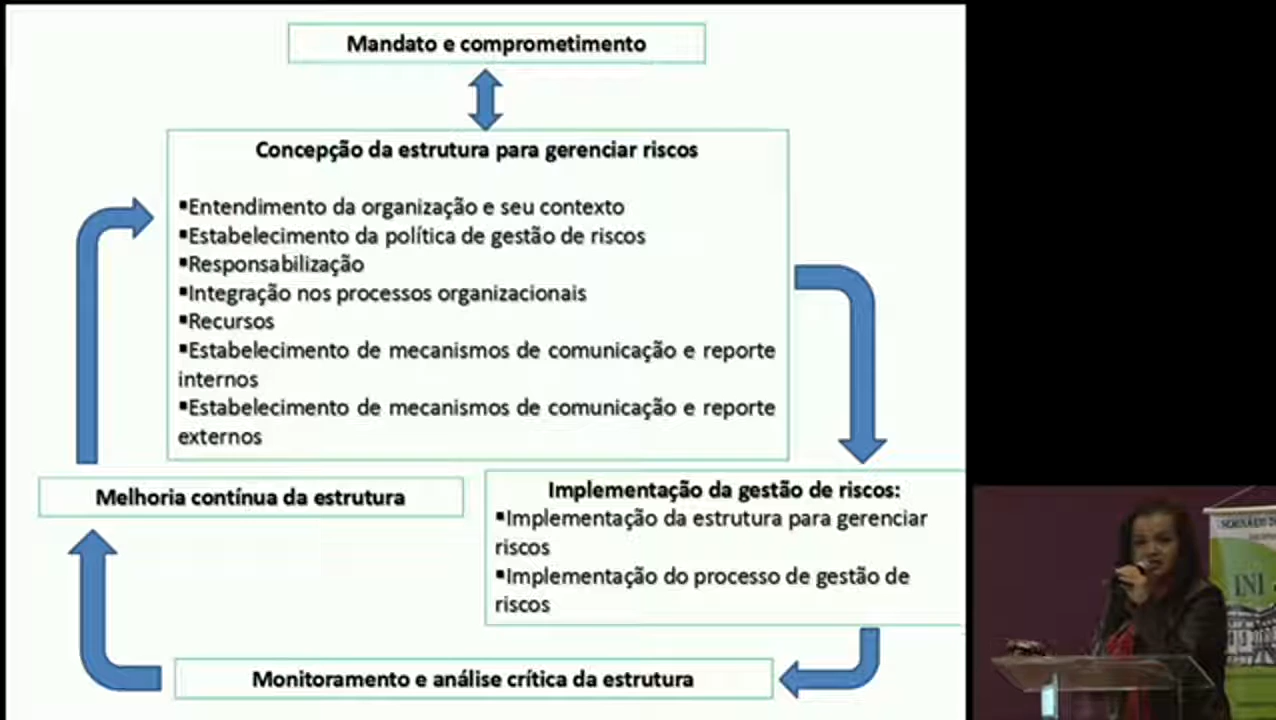 Mandato e comprometimento
Concepção da estrutura para gerenciar riscos
▪Entendimento da organização e seu contexto
▪Estabelecimento da política de gestão de riscos
▪Responsabilização
▪Integração nos processos organizacionais
▪Recursos
▪Estabelecimento de mecanismos de comunicação e reporte
internos
▪Estabelecimento de mecanismos de comunicação e reporte
externos
Melhoria contínua da estrutura
Implementação da gestão de riscos:
▪Implementação da estrutura para gerenciar
riscos
▪Implementação do processo de gestão de
riscos
Monitoramento e análise crítica da estrutura
INI